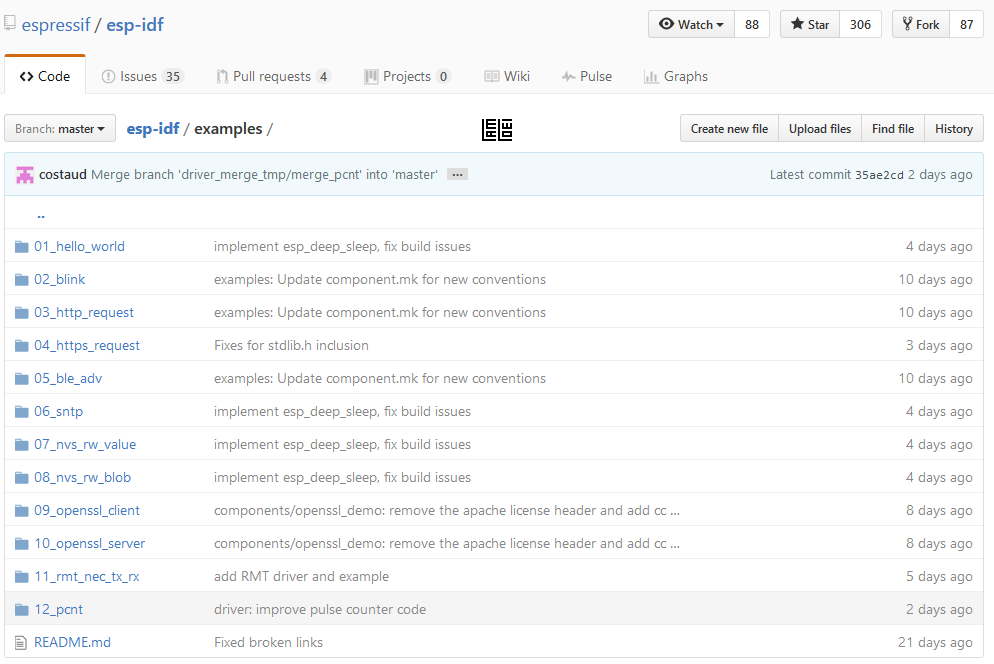 espressif / esp-idf
Watch 88 Star 306 Fork 87
Code Issues 35 Pull requests 4 Projects 0 Wiki Pulse Graphs
Branch: master esp-idf / examples / Create new file Upload files Find file History
costaud Merge branch 'driver_merge_tmp/merge_pcnt' into 'master' ... Latest commit 35ae2cd 2 days ago
..
01_hello_world implement esp_deep_sleep, fix build issues 4 days ago
02_blink examples: Update component.mk for new conventions 10 days ago
03_http_request examples: Update component.mk for new conventions 10 days ago
04_https_request Fixes for stdlib.h inclusion 3 days ago
05_ble_adv examples: Update component.mk for new conventions 10 days ago
06_sntp implement esp_deep_sleep, fix build issues 4 days ago
07_nvs_rw_value implement esp_deep_sleep, fix build issues 4 days ago
08_nvs_rw_blob implement esp_deep_sleep, fix build issues 4 days ago
09_openssl_client components/openssl_demo: remove the apache license header and add cc ... 8 days ago
10_openssl_server components/openssl_demo: remove the apache license header and add cc ... 8 days ago
11_rmt_nec_tx_rx add RMT driver and example 5 days ago
12_pcnt driver: improve pulse counter code 2 days ago
README.md Fixed broken links 21 days ago